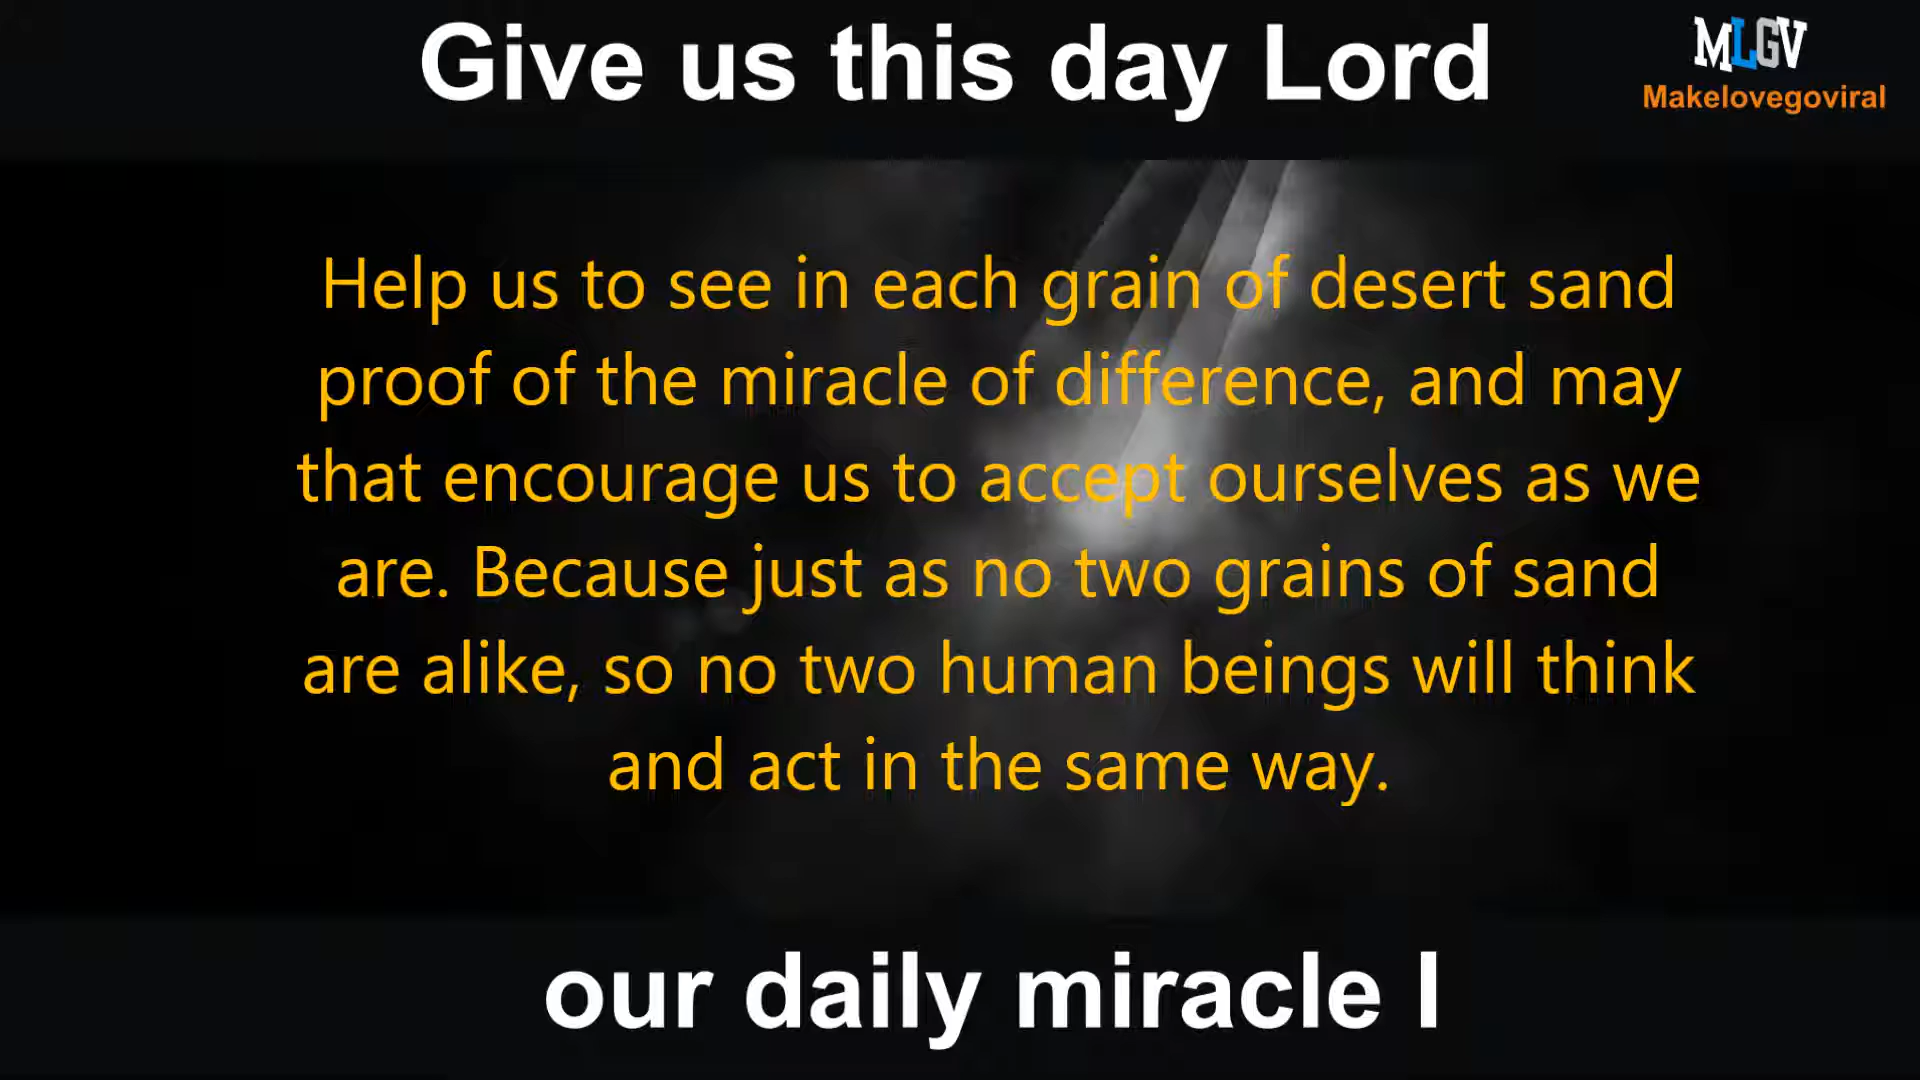 Give us this day Lord
MLGV
Makelovegoviral
Help us to see in each grain of desert sand
proof of the miracle of difference, and may
that encourage us to accept ourselves as we
are. Because just as no two grains of sand
are alike, so no two human beings will think
and act in the same way.
our daily miracle I